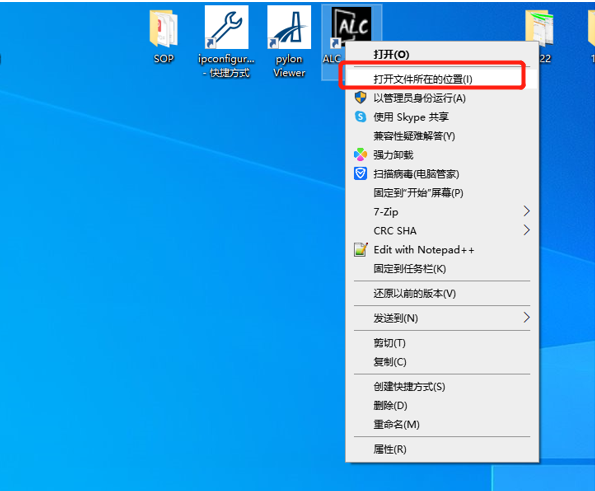 ALC
SOP
ipconfigur...
- 快捷方式
pylon
Viewer
ALC
22
打开(O)
打开文件所在的位置(I)
以管理员身份运行(A)
使用 Skype 共享
兼容性疑难解答(Y)
强力卸载
扫描病毒(电脑管家)
固定到"开始"屏幕(P)
7-Zip
CRC SHA
Edit with Notepad++
固定到任务栏(K)
还原以前的版本(V)
发送到(N)
剪切(T)
复制(C)
创建快捷方式(S)
删除(D)
重命名(M)
属性(R)